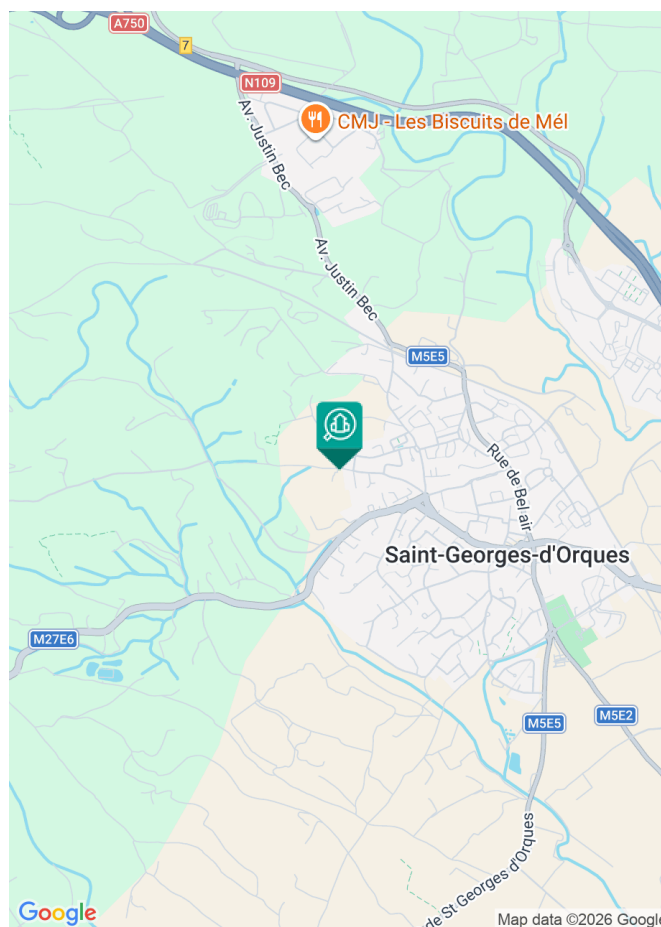 A750
7
N109
CMJ - Les Biscuits de Mél
Av. Justin Bec
Av. Justin Bec
M5E5
Rue de Bel air
Saint-Georges-d'Orques
M27E6
M5E2
M5E5
de St Georges d'Orques
Google
Map data ©2026 Google